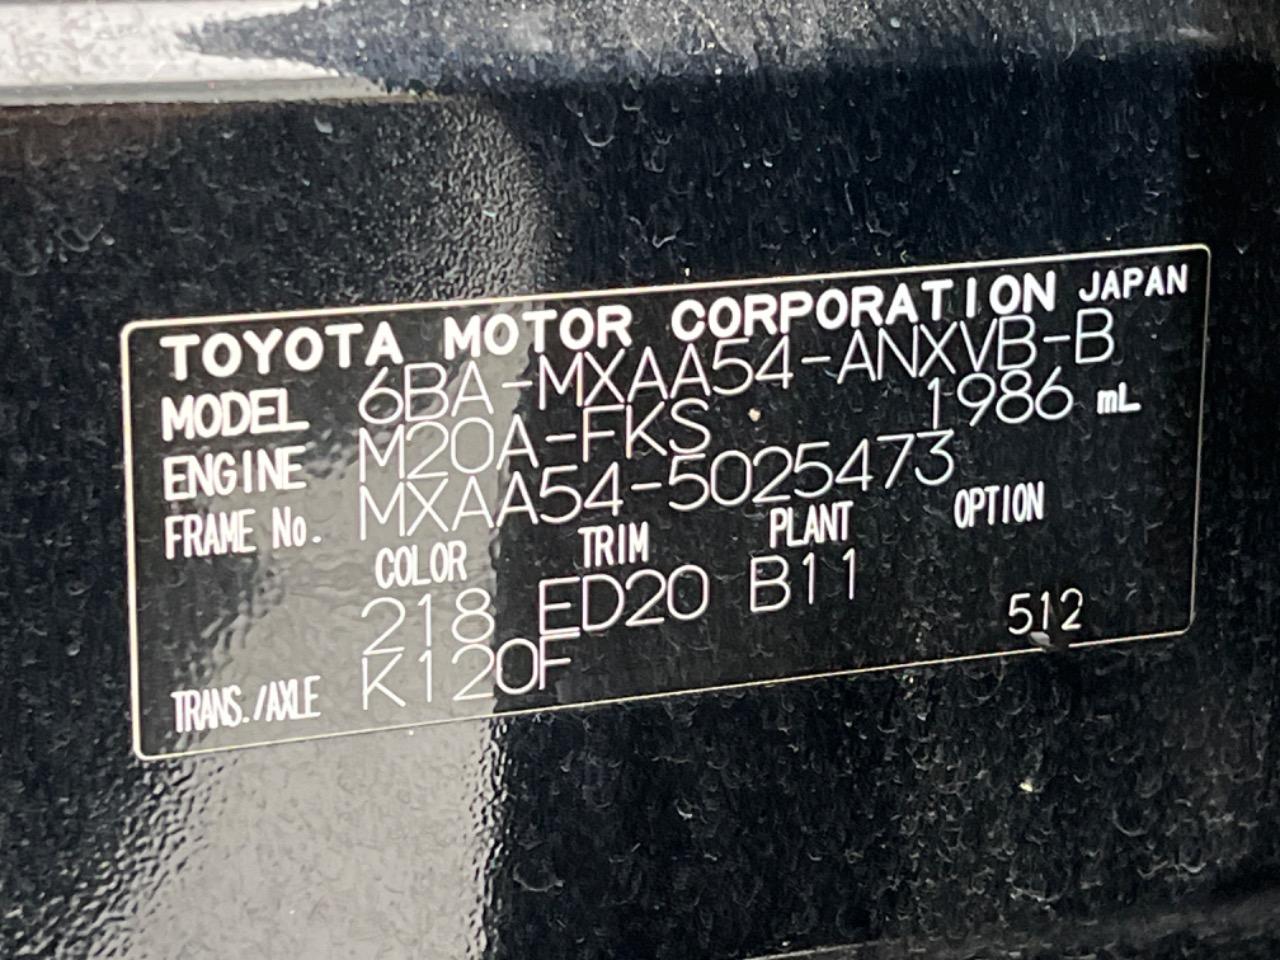 TOYOTA MOTOR CORPORATION JAPAN
MODEL 6BA-MXAA54-ANXVB-B
ENGINE M20A-FKS 1986 mL
FRAME No. MXAA54-5025473
COLOR TRIM PLANT OPTION
218 ED20 B11
512
TRANS./AXLE K120F